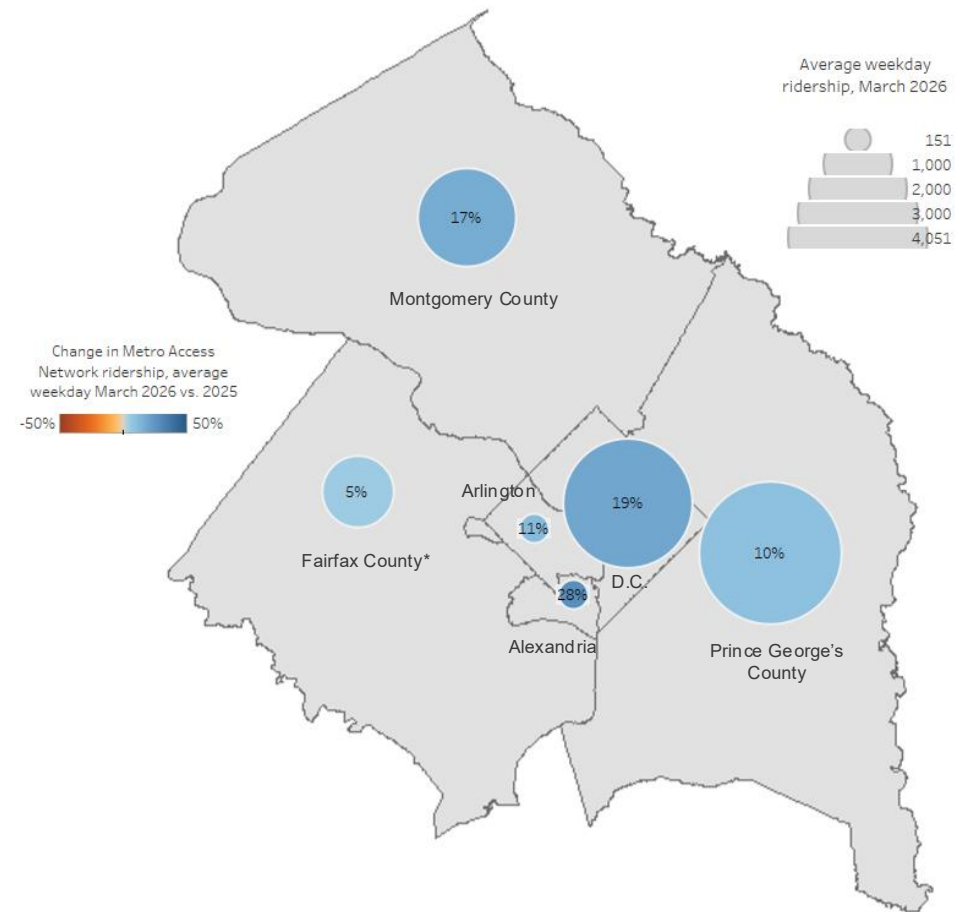 Average weekday
ridership, March 2026
151
1,000
2,000
3,000
4,051
17%
Montgomery County
Change in Metro Access
Network ridership, average
weekday March 2026 vs. 2025
-50%
50%
5%
Fairfax County*
Arlington
11%
19%
D.C.
28%
Alexandria
10%
Prince George's
County